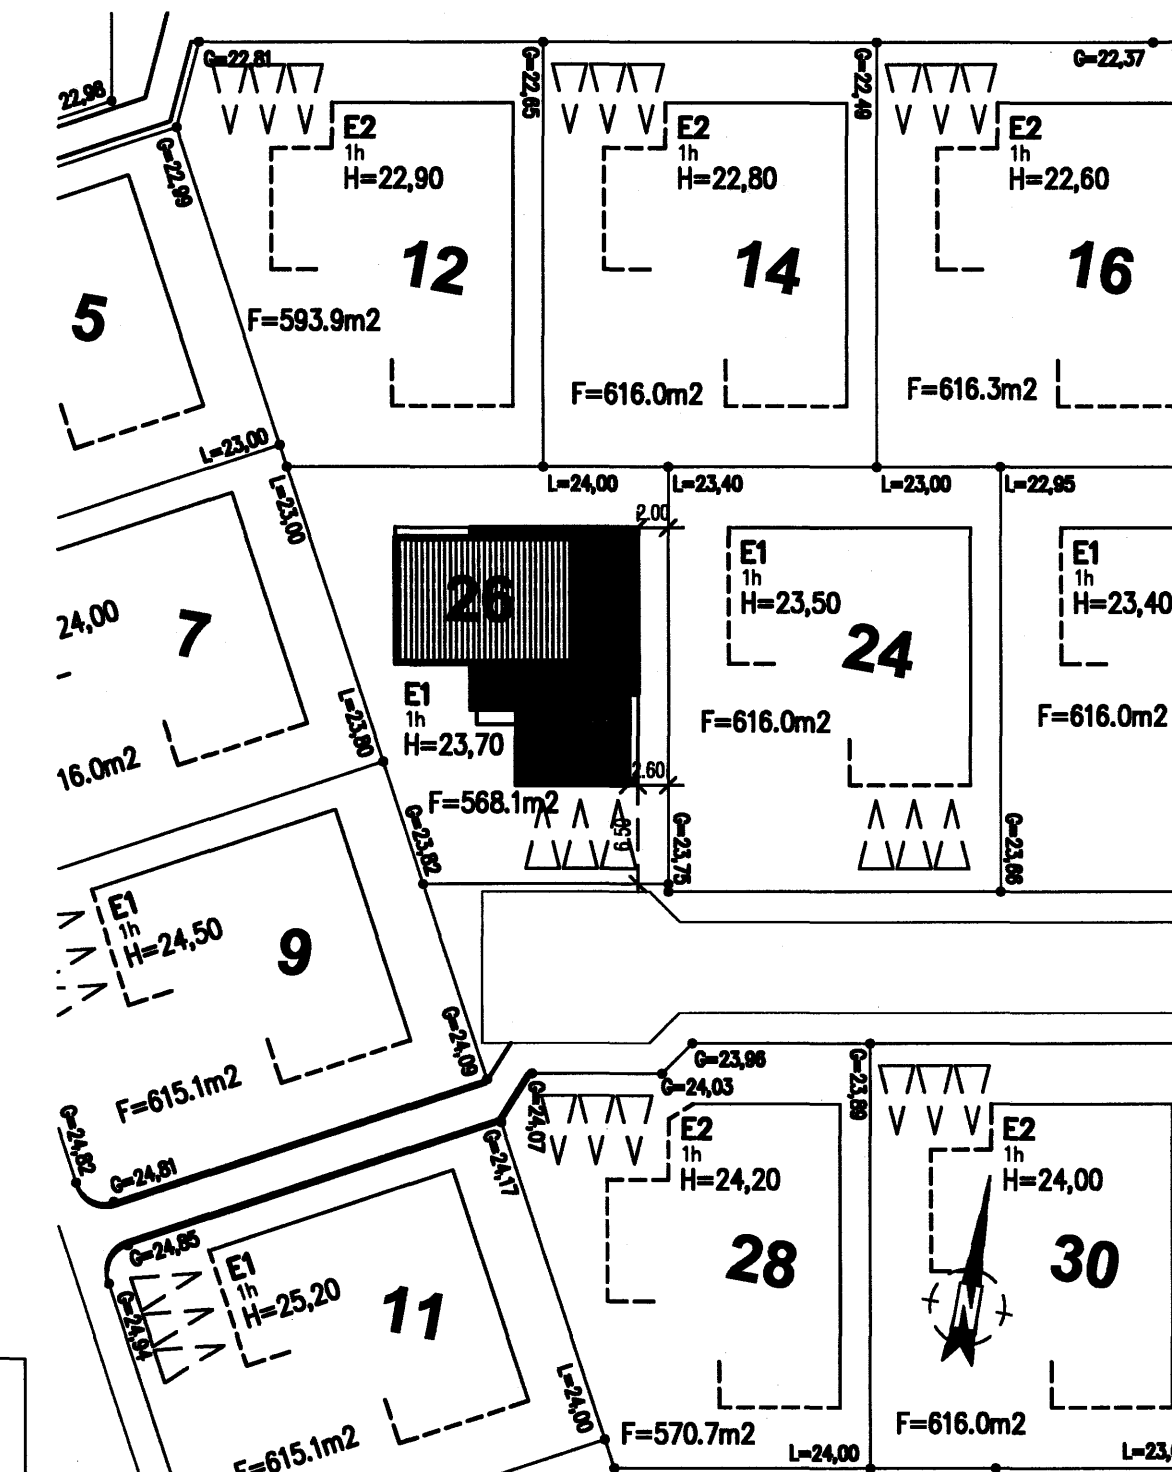 G=22,81
G=22,65
G=22,49
G=22,37
22,98
G=22,99
E2
1h
H=22,90
E2
1h
H=22,80
E2
1h
H=22,60
12
14
16
5
F=593.9m2
F=616.0m2
F=616.3m2
L=23,00
L=23,00
L=24,00
L=23,40
L=23,00
L=22,95
2.00
26
E1
1h
H=23,50
E1
1h
H=23,40
24,00
7
24
L=23,80
E1
1h
H=23,70
F=616.0m2
F=616.0m2
16.0m2
2.60
F=568.1m2
6.50
G=23,82
G=23,75
G=23,66
E1
1h
H=24,50
9
G=24,09
G=23,96
G=24,03
G=23,89
F=615.1m2
G=24,07
G=24,82
G=24,81
G=24,17
E2
1h
H=24,20
E2
1h
H=24,00
G=24,85
28
30
E1
1h
H=25,20
11
G=24,94
L=24,00
F=570.7m2
F=616.0m2
F=615.1m2
L=24,00
L=23,